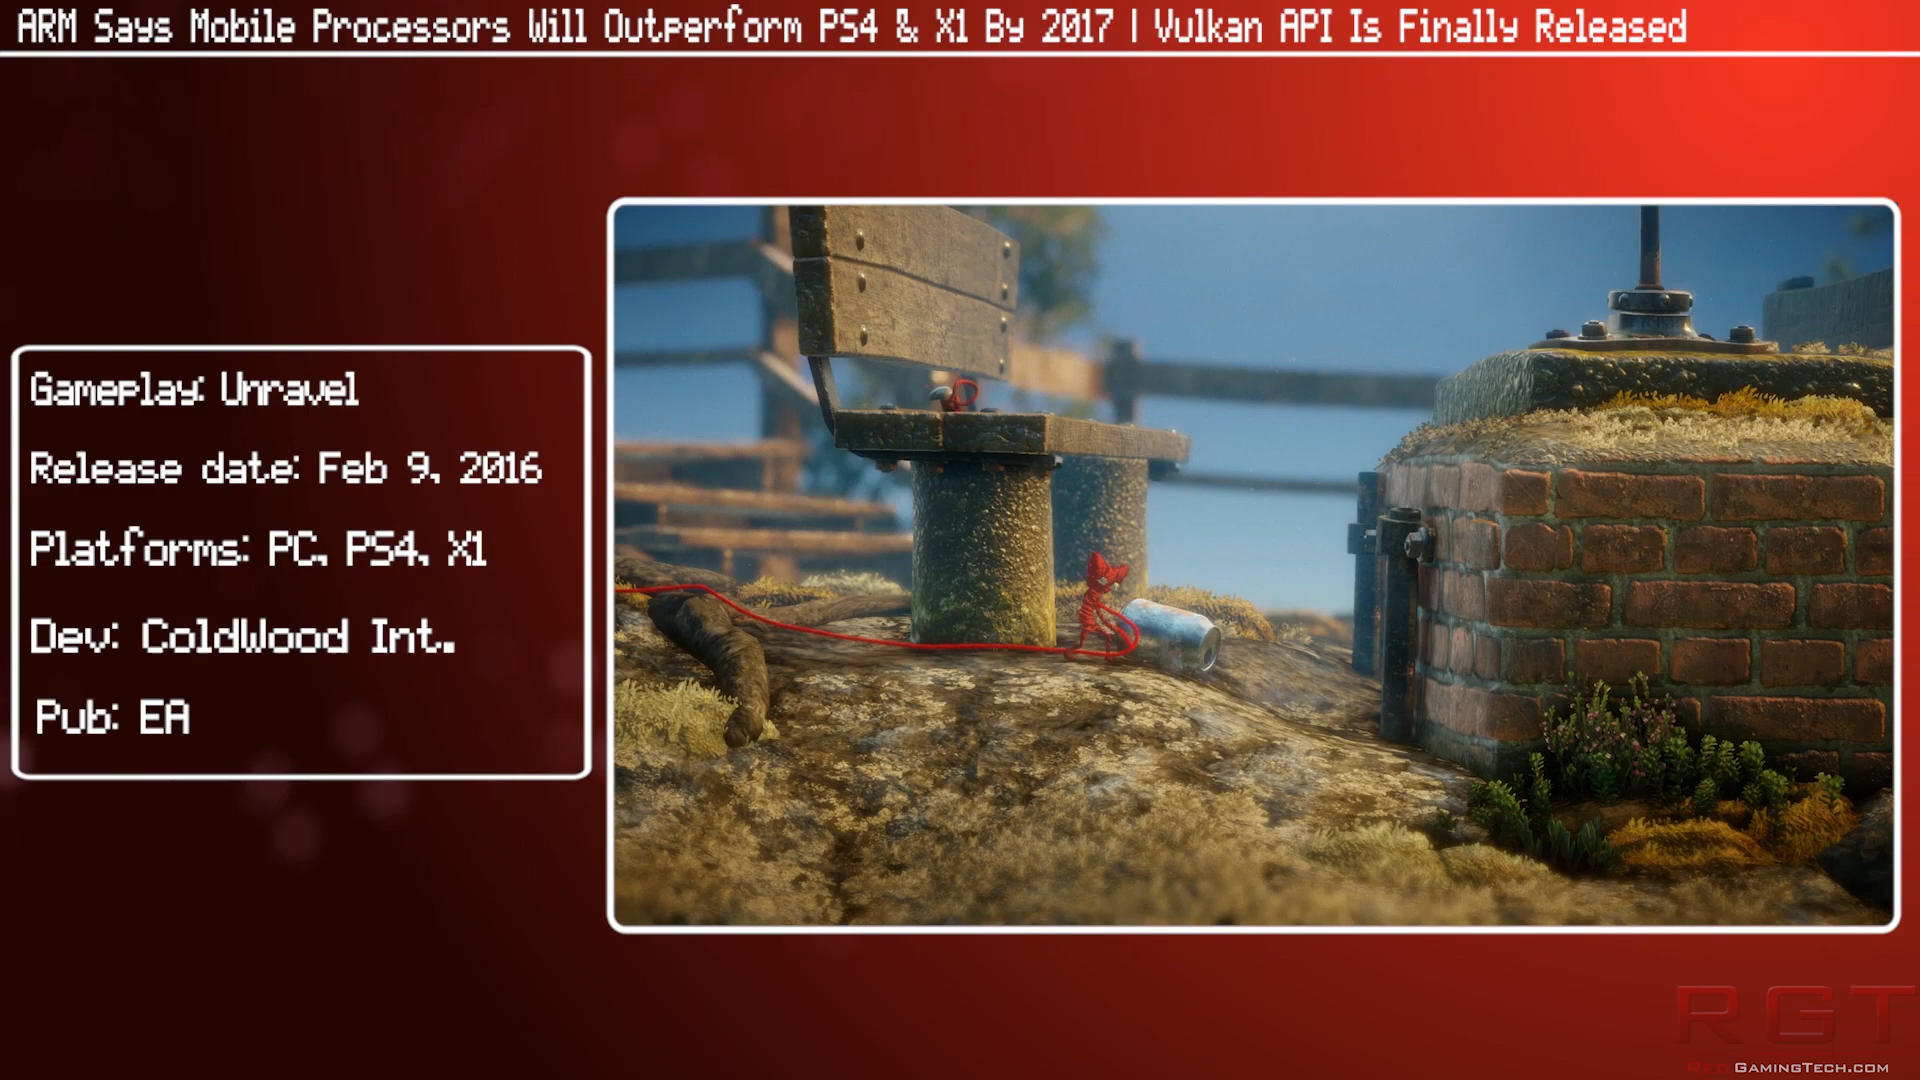 ARM Says Mobile Processors Will Outperform PS4 & X1 By 2017 | Vulkan API Is Finally Released
Gameplay: Unravel
Release date: Feb 9, 2016
Platforms: PC, PS4, X1
Dev: ColdWood Int.
Pub: EA
RGT
RedGamingTech.com